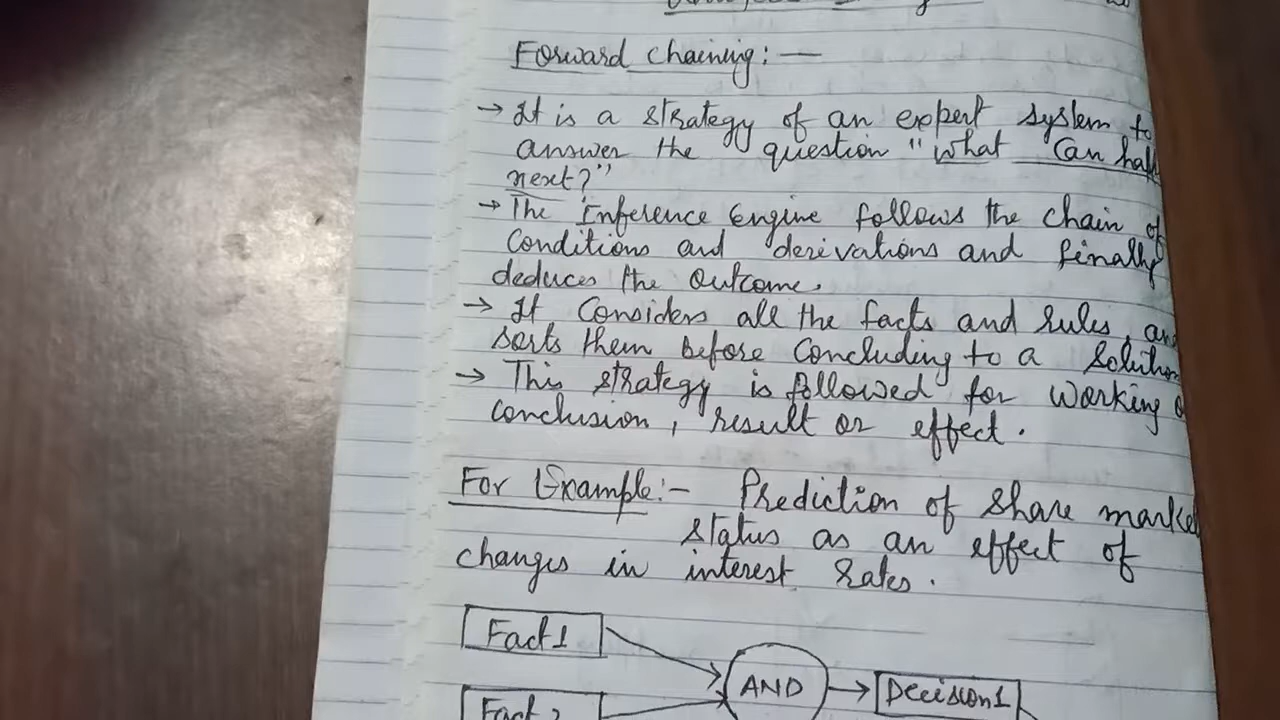 Forward chaining: —
→ It is a strategy of an expert system to
answer the question "what can
next?"
→ The Inference Engine follows the chain of
Conditions and derivations and finally
deduces the outcome.
→ It Considers all the facts and rules, and
sorts them before concluding to a Solution
→ This strategy is followed for working
conclusion, result or effect.
For Example:- Prediction of share market
status as an effect of
changes in interest rates.
Fact1
AND
Decision1
Fact2